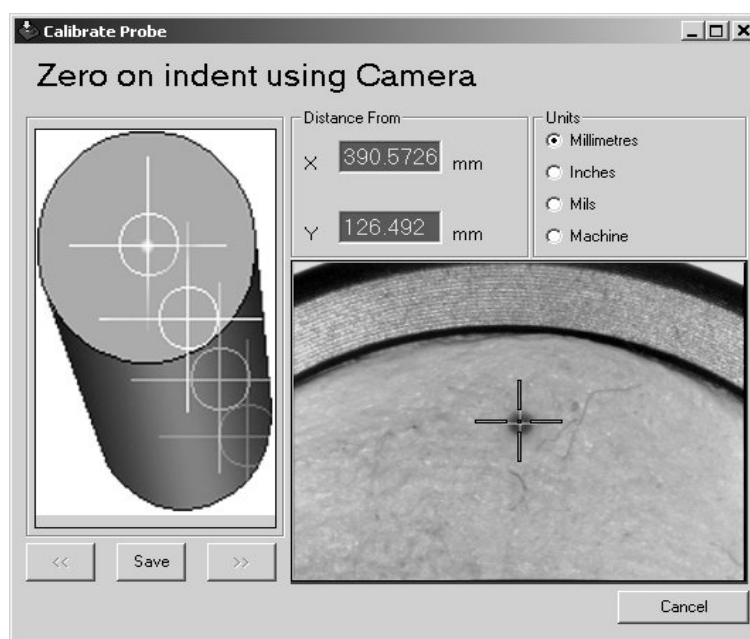 Calibrate Probe
Zero on indent using Camera
Distance From
X 390.5726 mm
Y 126.492 mm
Units
Millimetres
Inches
Mils
Machine
<< Save >>
Cancel